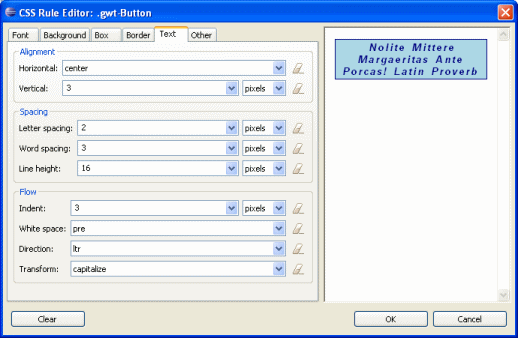 CSS Rule Editor: .gwt-Button
Font Background Box Border Text Other
Alignment
Horizontal: center
Vertical: 3 pixels
Spacing
Letter spacing: 2 pixels
Word spacing: 3 pixels
Line height: 16 pixels
Flow
Indent: 3 pixels
White space: pre
Direction: ltr
Transform: capitalize
Nolite Mittere
Margaeritas Ante
Porcas! Latin Proverb
Clear OK Cancel